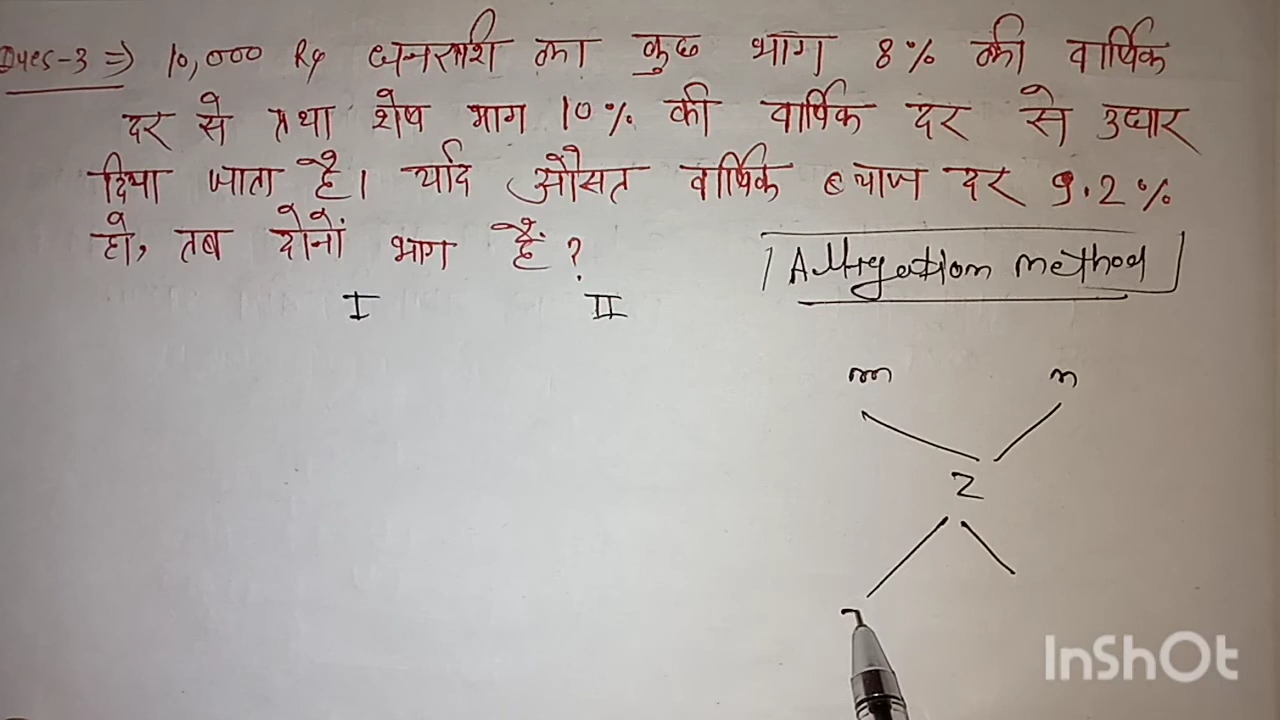 Ques-3 ⇒ 10,000 Rs धनराशि का कुछ भाग 8% की वार्षिक
दर से तथा शेष भाग 10% की वार्षिक दर से उधार
दिया जाता है। यदि औसत वार्षिक ब्याज दर 9.2%
हो, तब दोनों भाग हैं?
Alligation method
I II
m n
z
InShOt